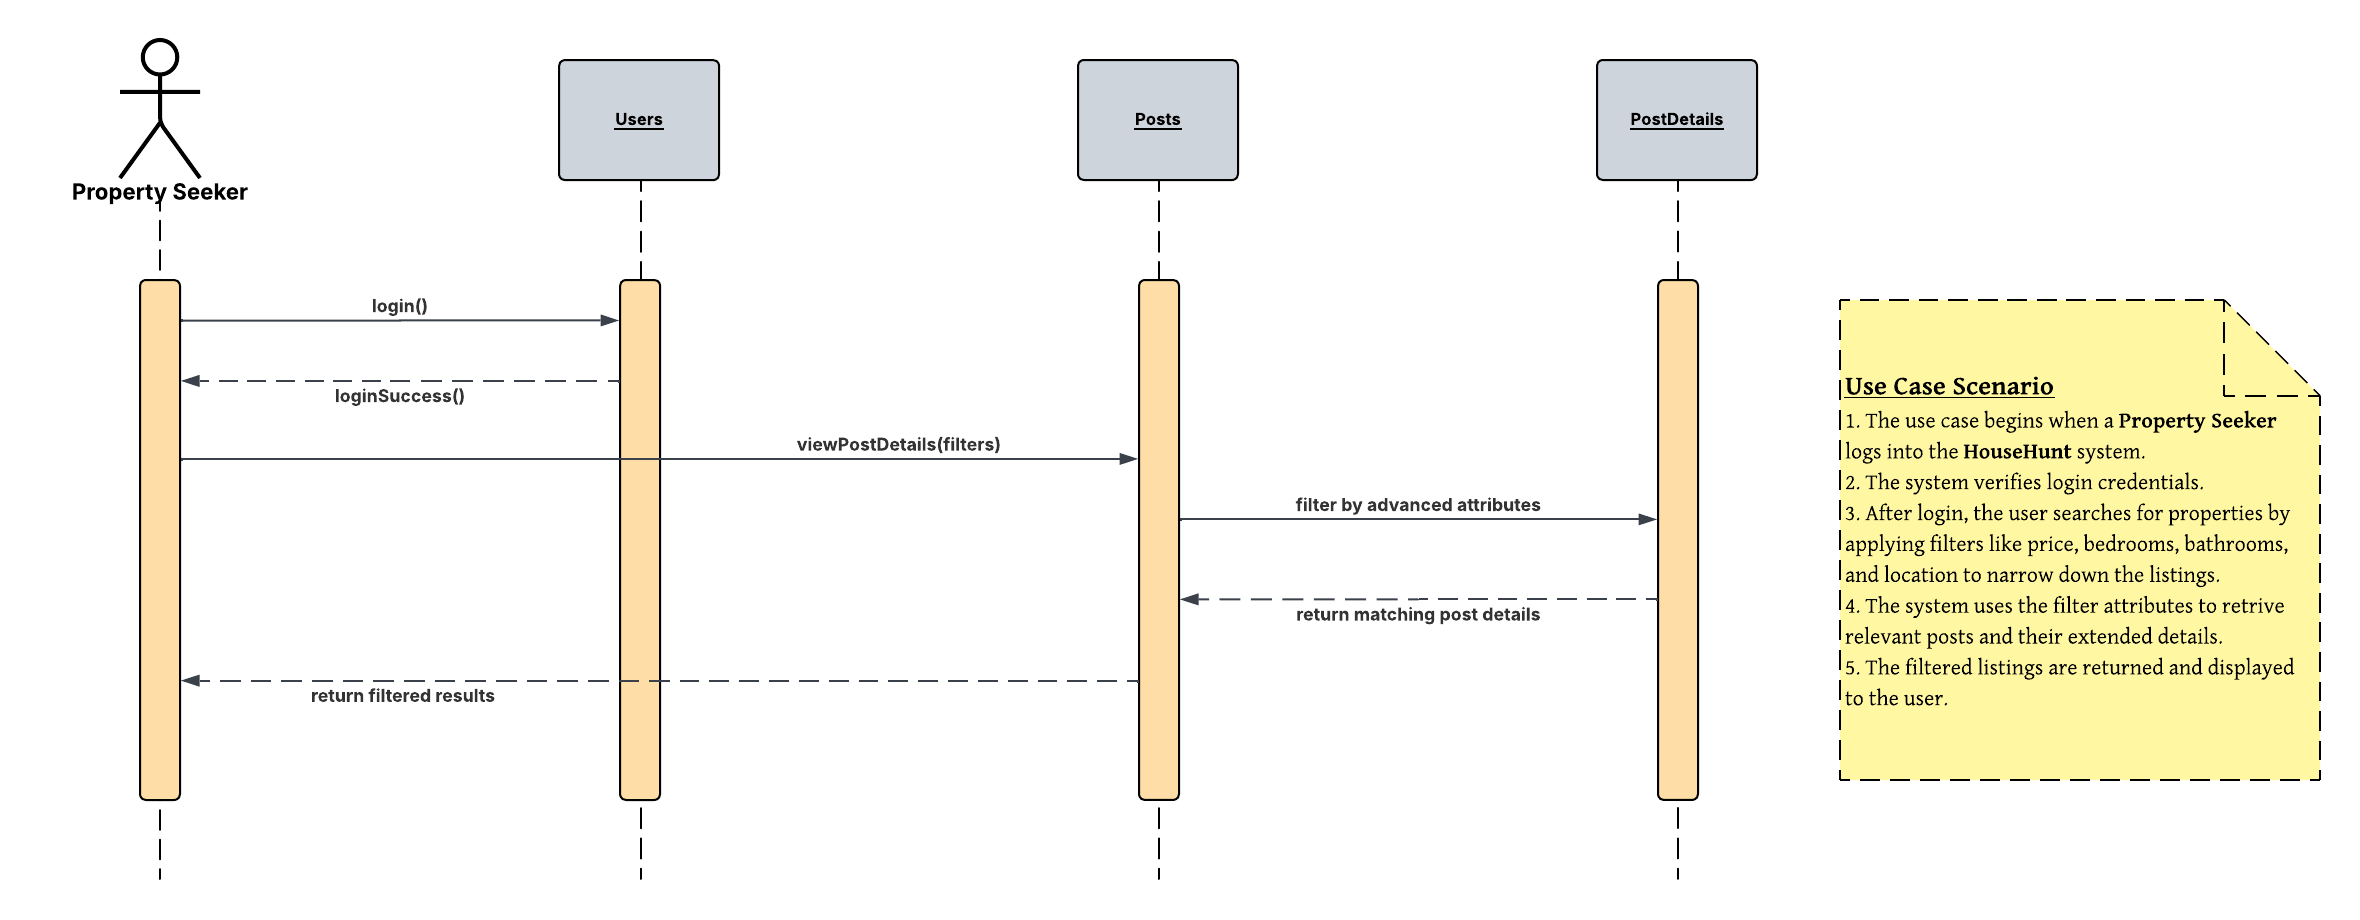 Property Seeker
Users
Posts
PostDetails
login()
loginSuccess()
viewPostDetails(filters)
filter by advanced attributes
return matching post details
return filtered results
Use Case Scenario
1. The use case begins when a Property Seeker
logs into the HouseHunt system.
2. The system verifies login credentials.
3. After login, the user searches for properties by
applying filters like price, bedrooms, bathrooms,
and location to narrow down the listings.
4. The system uses the filter attributes to retrive
relevant posts and their extended details.
5. The filtered listings are returned and displayed
to the user.